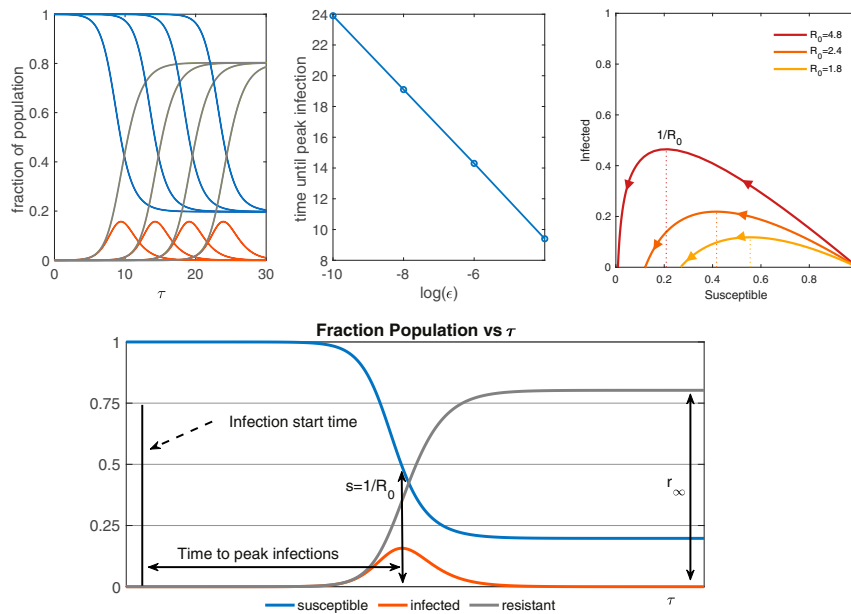 fraction of population
1
0.8
0.6
0.4
0.2
0
0 10 20 30
τ
time until peak infection
24
22
20
18
16
14
12
10
8
-10 -8 -6
log(ϵ)
Infected
1
0.8
0.6
0.4
0.2
0
0 0.2 0.4 0.6 0.8
Susceptible
R₀=4.8
R₀=2.4
R₀=1.8
1/R₀
Fraction Population vs τ
1
0.75
0.5
0.25
0
Infection start time
s=1/R₀
r∞
Time to peak infections
τ
susceptible infected resistant